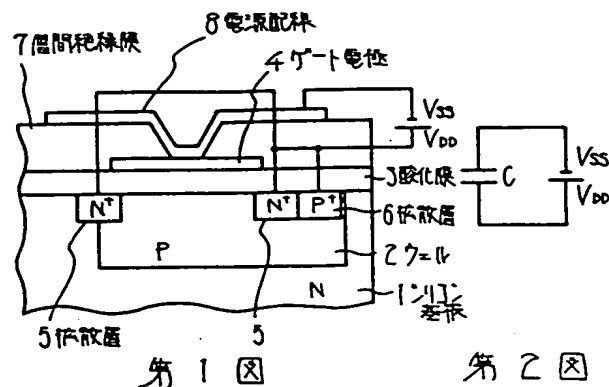 8電源配線
7層間絶縁膜
4ゲート電極
VSS
VDD
3酸化膜
N⁺
N⁺
P⁺
6拡散層
P
2ウェル
N
1シリコン
基板
5拡散層
5
第1図
C
VSS
VDD
第2図